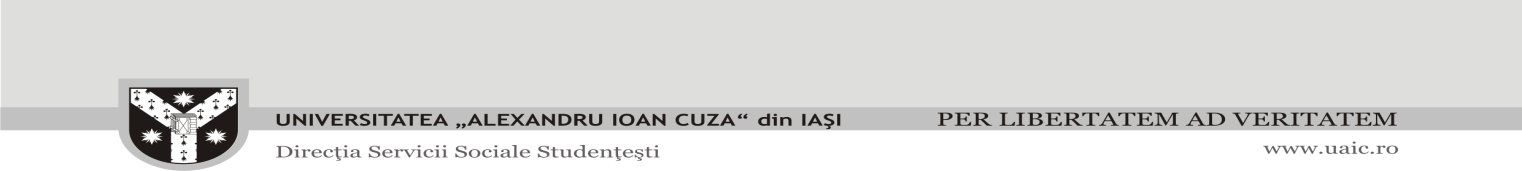 UNIVERSITATEA „ALEXANDRU IOAN CUZA“ din IAŞI
PER LIBERTATEM AD VERITATEM
Direcţia Servicii Sociale Studenţeşti
www.uaic.ro